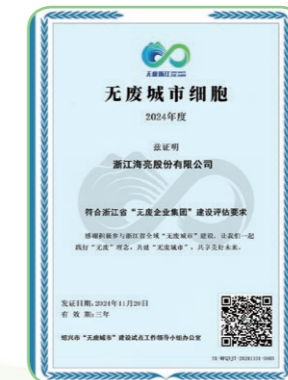 无废浙江
无废城市细胞
2024年度
兹证明
浙江海亮股份有限公司
符合浙江省“无废企业集团”建设评估要求
感谢积极参与浙江省全域“无废城市”建设，让我们一起
践行“无废”理念，共建“无废城市”，共享美好未来。
发证日期：2024年11月20日
有 效 期：三年
绍兴市“无废城市”建设试点工作领导小组办公室